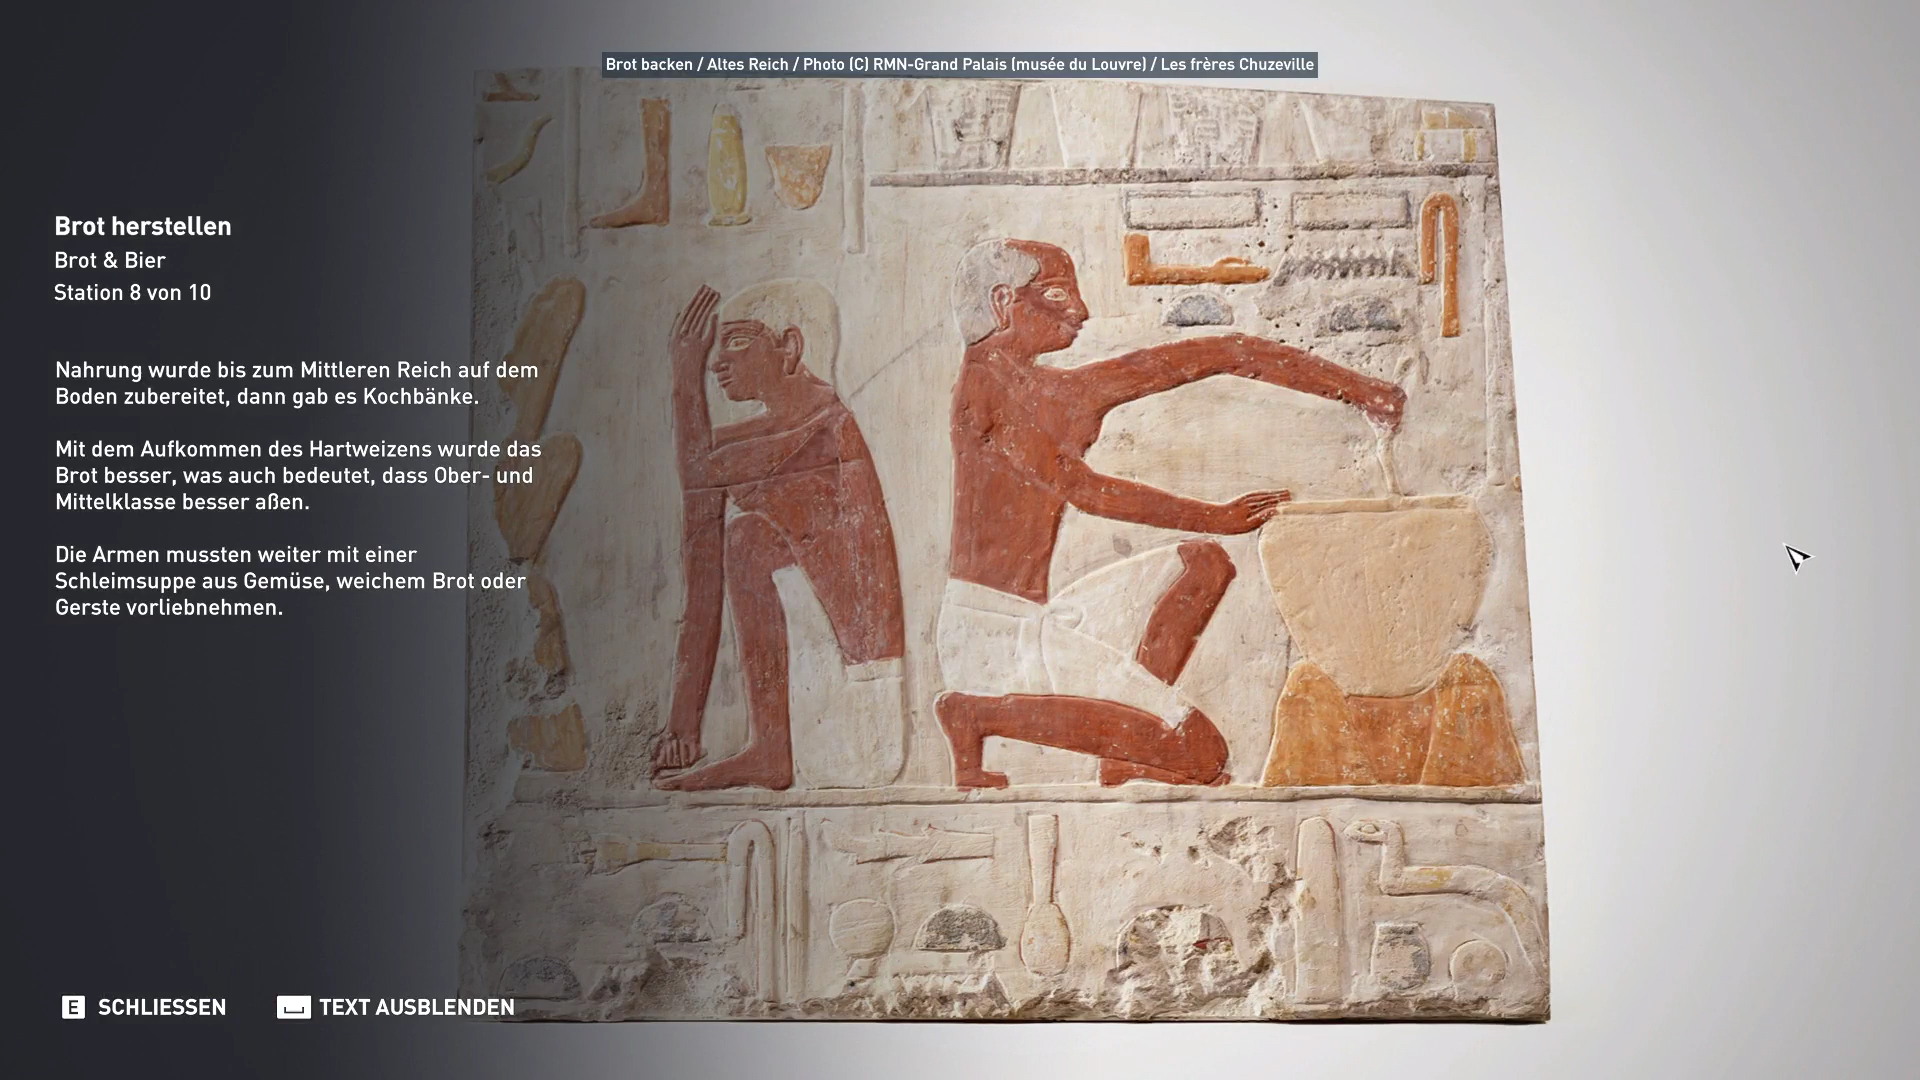 Brot backen / Altes Reich / Photo (C) RMN-Grand Palais (musée du Louvre) / Les frères Chuzeville
Brot herstellen
Brot & Bier
Station 8 von 10
Nahrung wurde bis zum Mittleren Reich auf dem
Boden zubereitet, dann gab es Kochbänke.
Mit dem Aufkommen des Hartweizens wurde das
Brot besser, was auch bedeutet, dass Ober- und
Mittelklasse besser aßen.
Die Armen mussten weiter mit einer
Schleimsuppe aus Gemüse, weichem Brot oder
Gerste vorliebnehmen.
E SCHLIESSEN
TEXT AUSBLENDEN